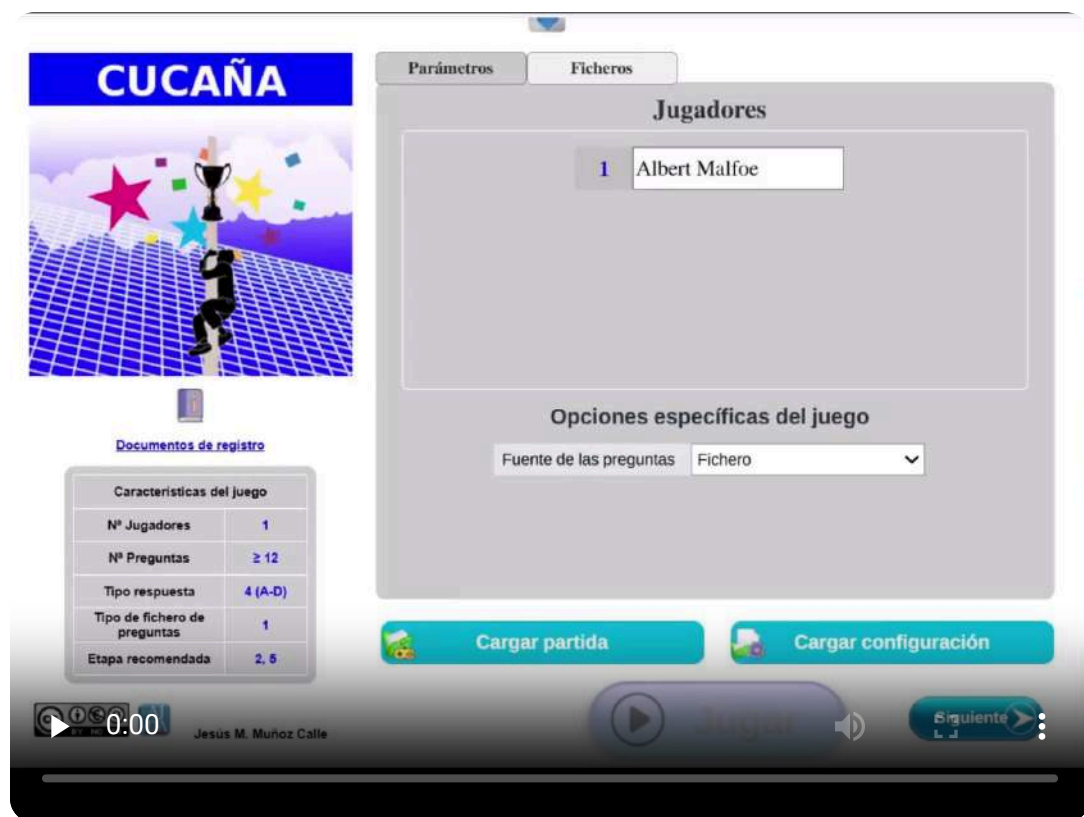 CUCAÑA
Documentos de registro
Características del juego
Nº Jugadores 1
Nº Preguntas ≥ 12
Tipo respuesta 4 (A-D)
Tipo de fichero de
preguntas 1
Etapa recomendada 2, 5
Jesús M. Muñoz Calle
Parámetros Ficheros
Jugadores
1 Albert Malfoe
Opciones específicas del juego
Fuente de las preguntas Fichero
Cargar partida Cargar configuración
Jugar Siguiente
0:00